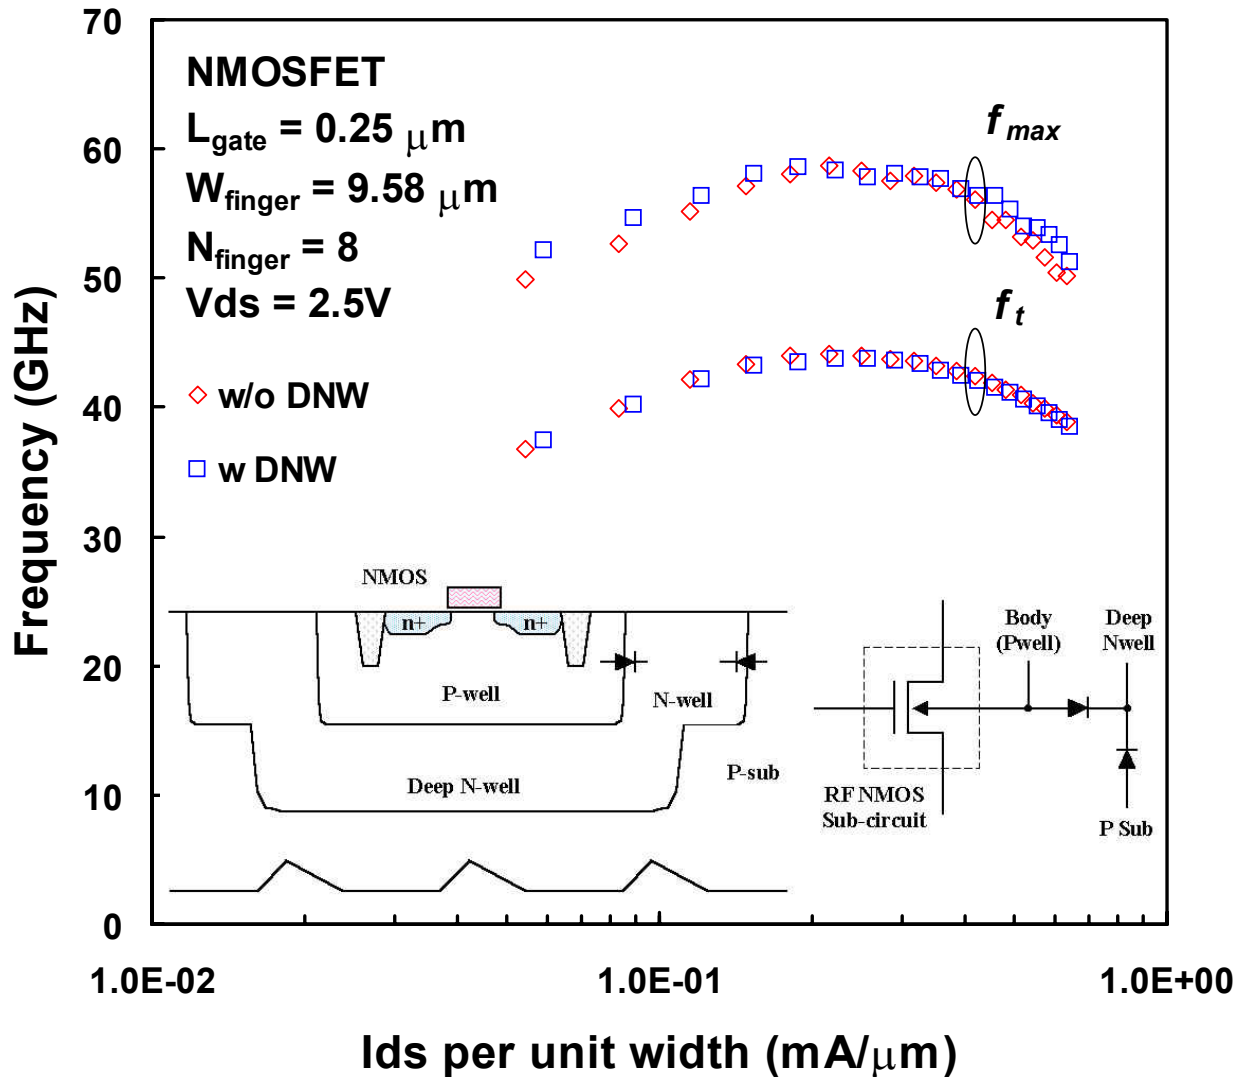 70
60
50
40
30
20
10
0
Frequency (GHz)
NMOSFET
Lgate = 0.25 μm
Wfinger = 9.58 μm
Nfinger = 8
Vds = 2.5V
w/o DNW
w DNW
fmax
ft
NMOS
n+
n+
P-well
N-well
Deep N-well
P-sub
Body
(Pwell)
Deep
Nwell
RF NMOS
Sub-circuit
P Sub
1.0E-02
1.0E-01
1.0E+00
Ids per unit width (mA/μm)